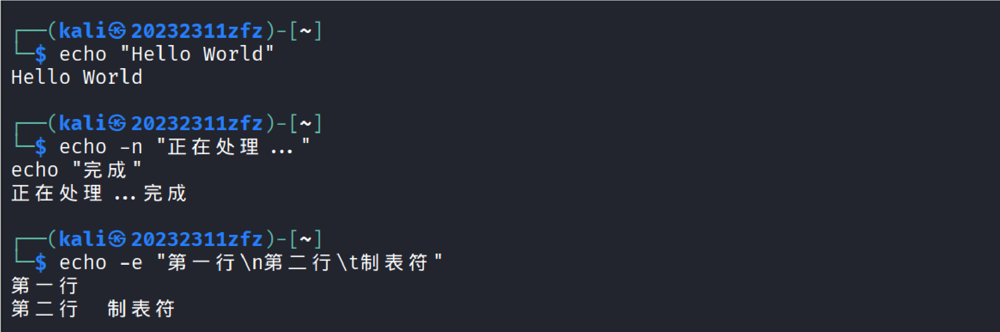 ┌──(kali㉿20232311zfz)-[~]
└─$ echo "Hello World"
Hello World
┌──(kali㉿20232311zfz)-[~]
└─$ echo -n "正在处理..."
echo "完成"
正在处理...完成
┌──(kali㉿20232311zfz)-[~]
└─$ echo -e "第一行\n第二行\t制表符"
第一行
第二行  制表符